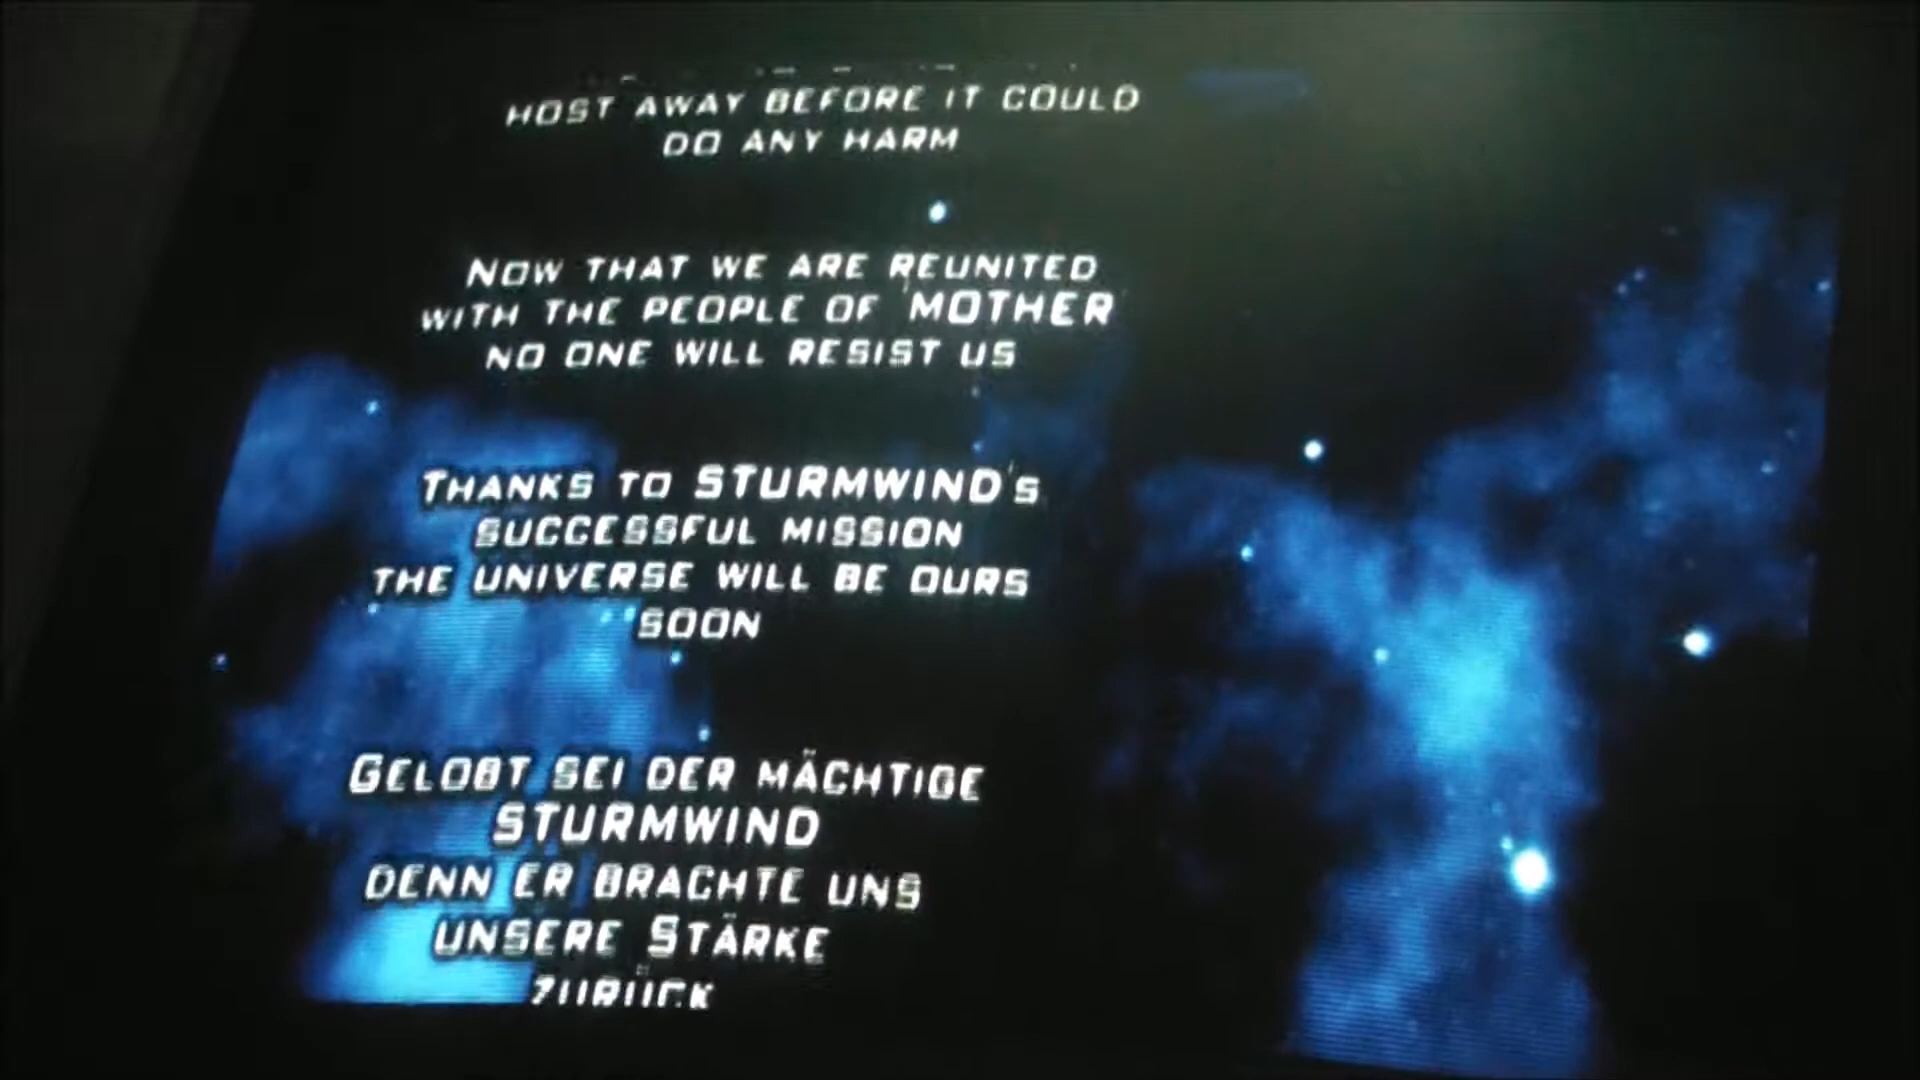 HOST AWAY BEFORE IT COULD
DO ANY HARM
NOW THAT WE ARE REUNITED
WITH THE PEOPLE OF MOTHER
NO ONE WILL RESIST US
THANKS TO STURMWIND's
SUCCESSFUL MISSION
THE UNIVERSE WILL BE OURS
SOON
GELOBT SEI DER MÄCHTIGE
STURMWIND
DENN ER BRACHTE UNS
UNSERE STÄRKE
ZURÜCK